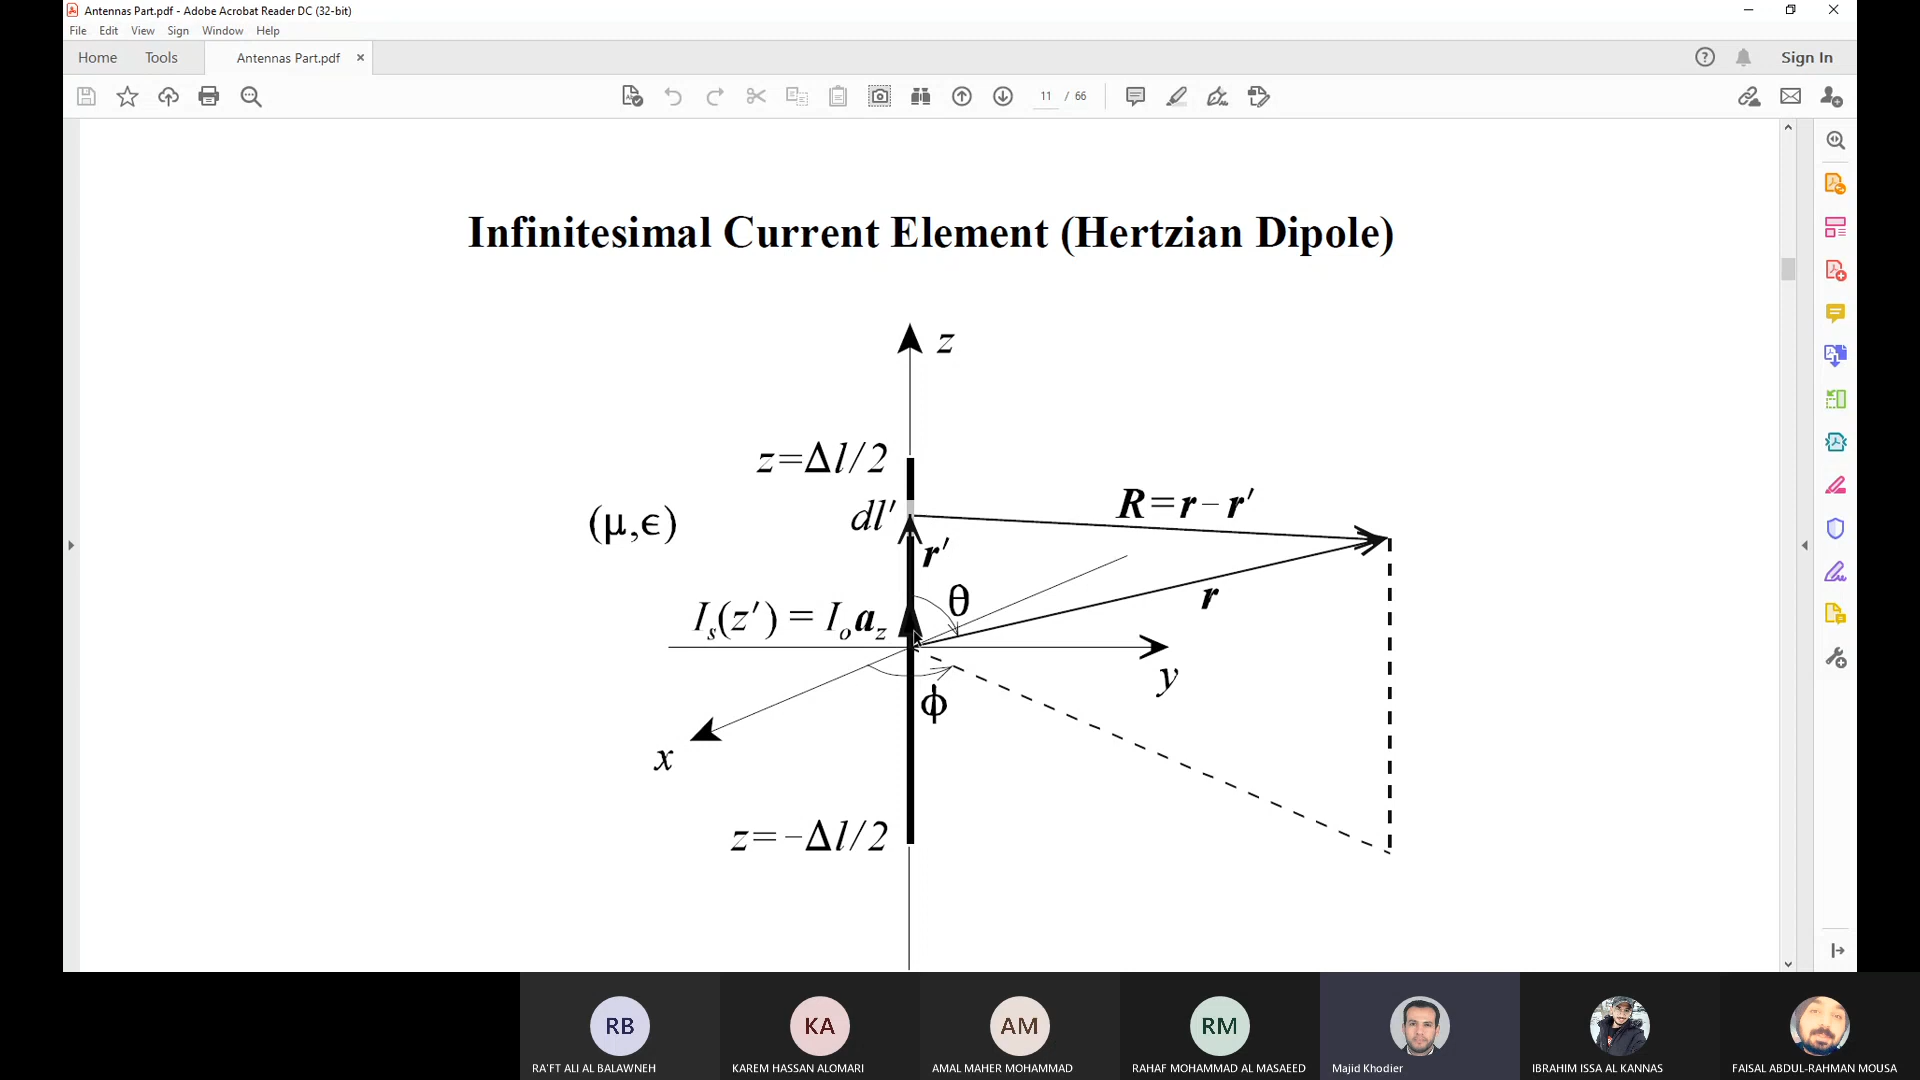 Antennas Part.pdf - Adobe Acrobat Reader DC (32-bit)
File Edit View Sign Window Help
Home Tools Antennas Part.pdf × Sign In
11 / 66
Infinitesimal Current Element (Hertzian Dipole)
z
z=Δl/2
R=r−r′
dl′
(μ,ϵ)
r′
θ
r
Iₛ(z′) = Iₒaz
y
ϕ
x
z=−Δl/2
RB KA AM RM
RA'FT ALI AL BALAWNEH KAREM HASSAN ALOMARI AMAL MAHER MOHAMMAD RAHAF MOHAMMAD AL MASAEED Majid Khodier IBRAHIM ISSA AL KANNAS FAISAL ABDUL-RAHMAN MOUSA